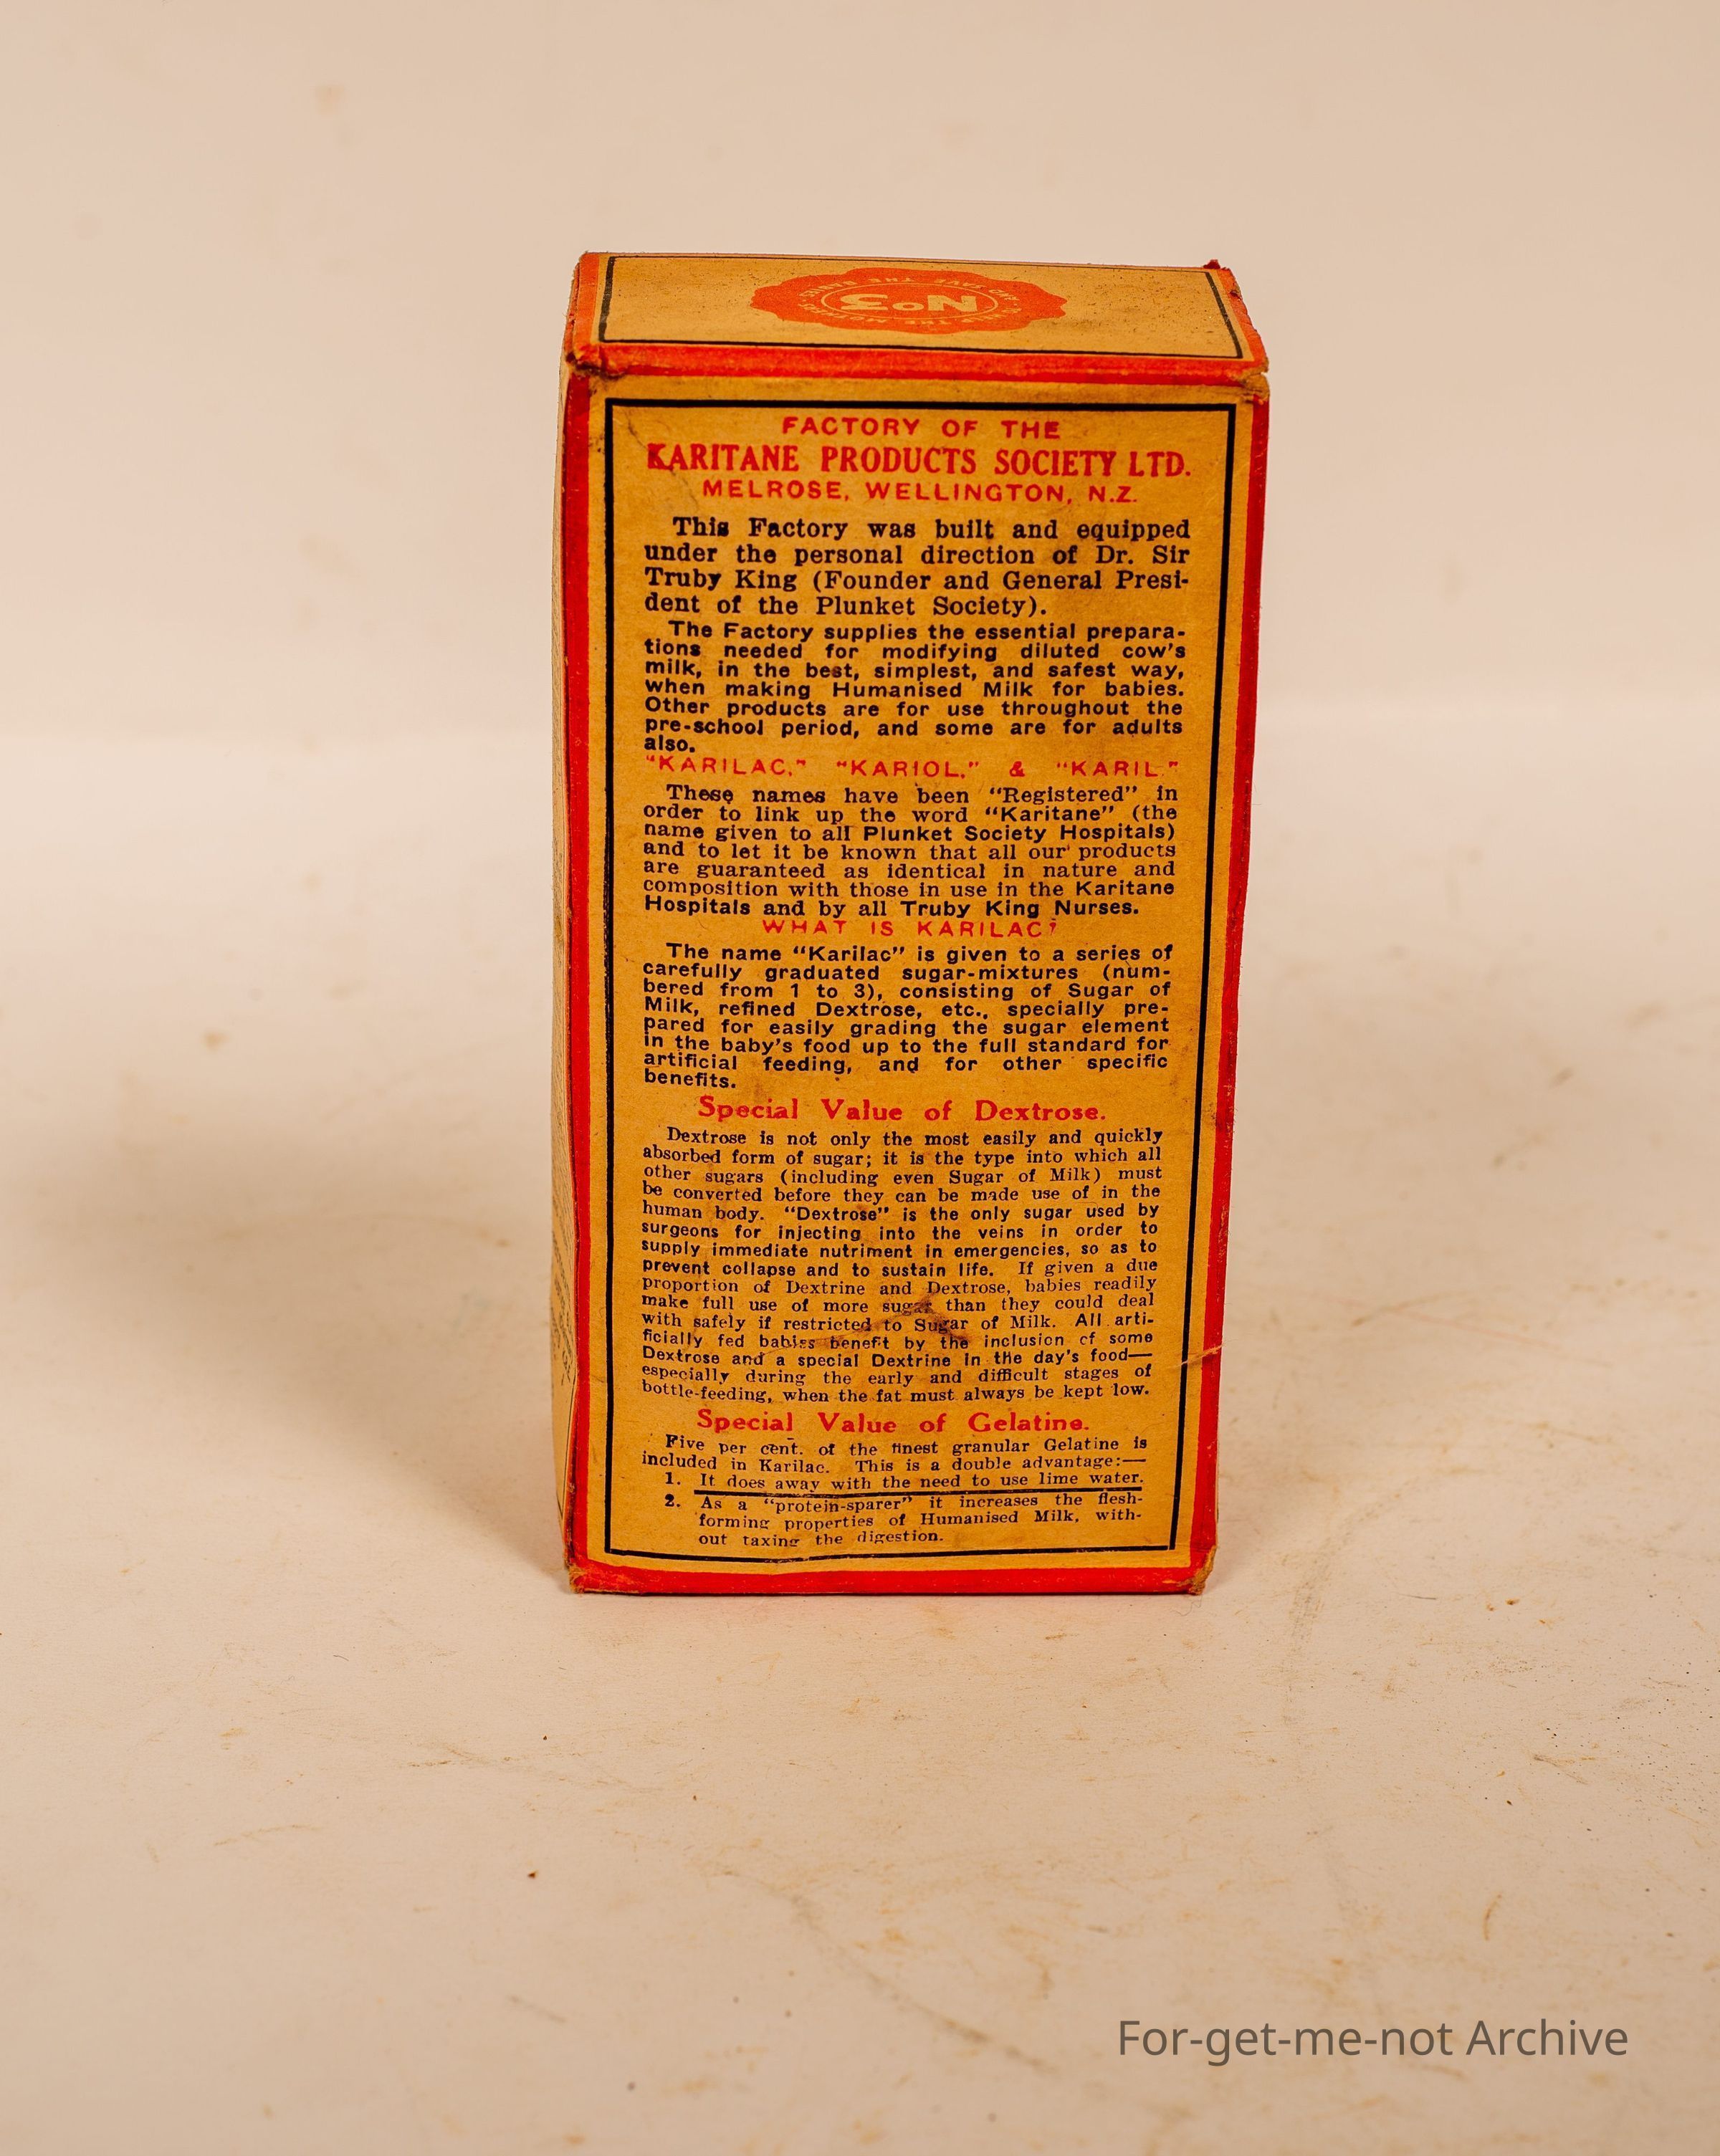 No3
FACTORY OF THE
KARITANE PRODUCTS SOCIETY LTD.
MELROSE, WELLINGTON, N.Z.
This Factory was built and equipped
under the personal direction of Dr. Sir
Truby King (Founder and General Presi-
dent of the Plunket Society).
The Factory supplies the essential prepara-
tions needed for modifying diluted cow's
milk, in the best, simplest, and safest way,
when making Humanised Milk for babies.
Other products are for use throughout the
pre-school period, and some are for adults
also.
"KARILAC," "KARIOL," & "KARIL."
These names have been "Registered" in
order to link up the word "Karitane" (the
name given to all Plunket Society Hospitals)
and to let it be known that all our products
are guaranteed as identical in nature and
composition with those in use in the Karitane
Hospitals and by all Truby King Nurses.
WHAT IS KARILAC?
The name "Karilac" is given to a series of
carefully graduated sugar-mixtures (num-
bered from 1 to 3), consisting of Sugar of
Milk, refined Dextrose, etc., specially pre-
pared for easily grading the sugar element
in the baby's food up to the full standard for
artificial feeding, and for other specific
benefits.
Special Value of Dextrose.
Dextrose is not only the most easily and quickly
absorbed form of sugar; it is the type into which all
other sugars (including even Sugar of Milk) must
be converted before they can be made use of in the
human body. "Dextrose" is the only sugar used by
surgeons for injecting into the veins in order to
supply immediate nutriment in emergencies, so as to
prevent collapse and to sustain life. If given a due
proportion of Dextrine and Dextrose, babies readily
make full use of more sugar than they could deal
with safely if restricted to Sugar of Milk. All arti-
ficially fed babies benefit by the inclusion of some
Dextrose and a special Dextrine in the day's food—
especially during the early and difficult stages of
bottle-feeding, when the fat must always be kept low.
Special Value of Gelatine.
Five per cent. of the finest granular Gelatine is
included in Karilac. This is a double advantage:—
1. It does away with the need to use lime water.
2. As a "protein-sparer" it increases the flesh-
forming properties of Humanised Milk, with-
out taxing the digestion.
For-get-me-not Archive